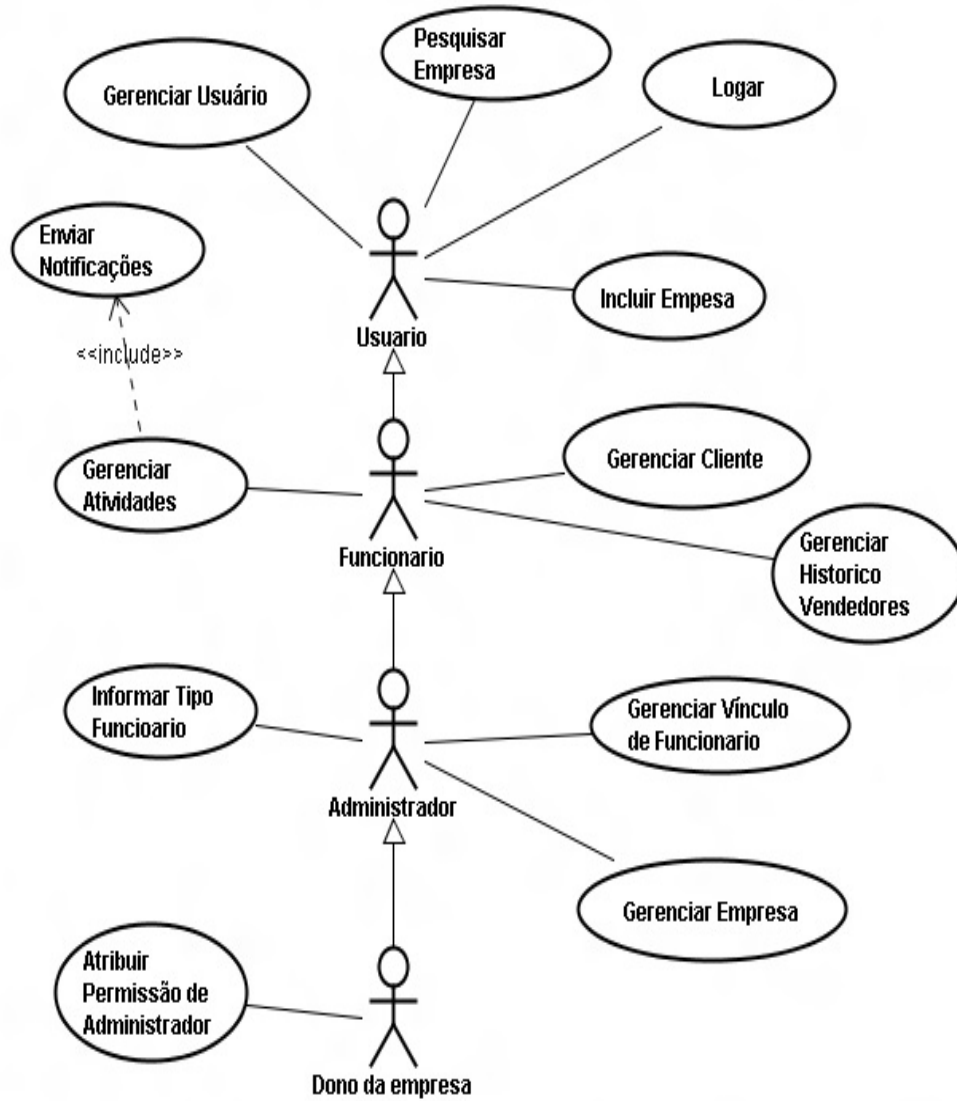 Pesquisar
Empresa
Gerenciar Usuário
Logar
Enviar
Notificações
Incluir Empesa
<<include>>
Usuario
Gerenciar
Atividades
Gerenciar Cliente
Funcionario
Gerenciar
Historico
Vendedores
Informar Tipo
Funcioario
Gerenciar Vínculo
de Funcionario
Administrador
Gerenciar Empresa
Atribuir
Permissão de
Administrador
Dono da empresa